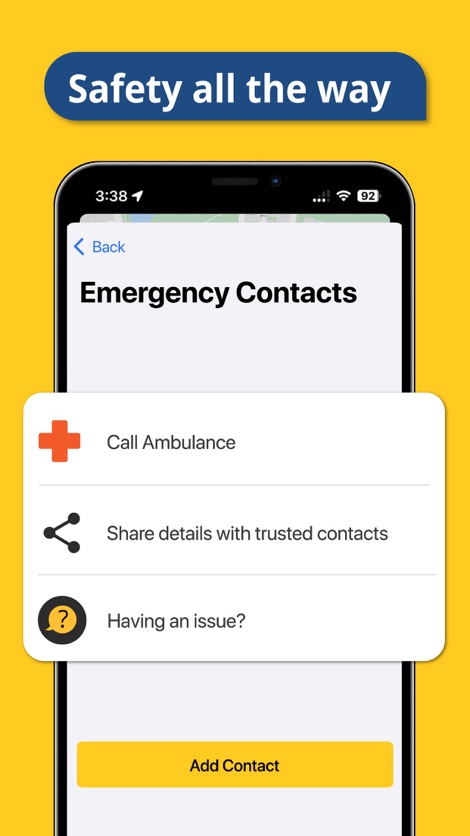 Safety all the way
3:38
92
Back
Emergency Contacts
Call Ambulance
Share details with trusted contacts
?
Having an issue?
Add Contact